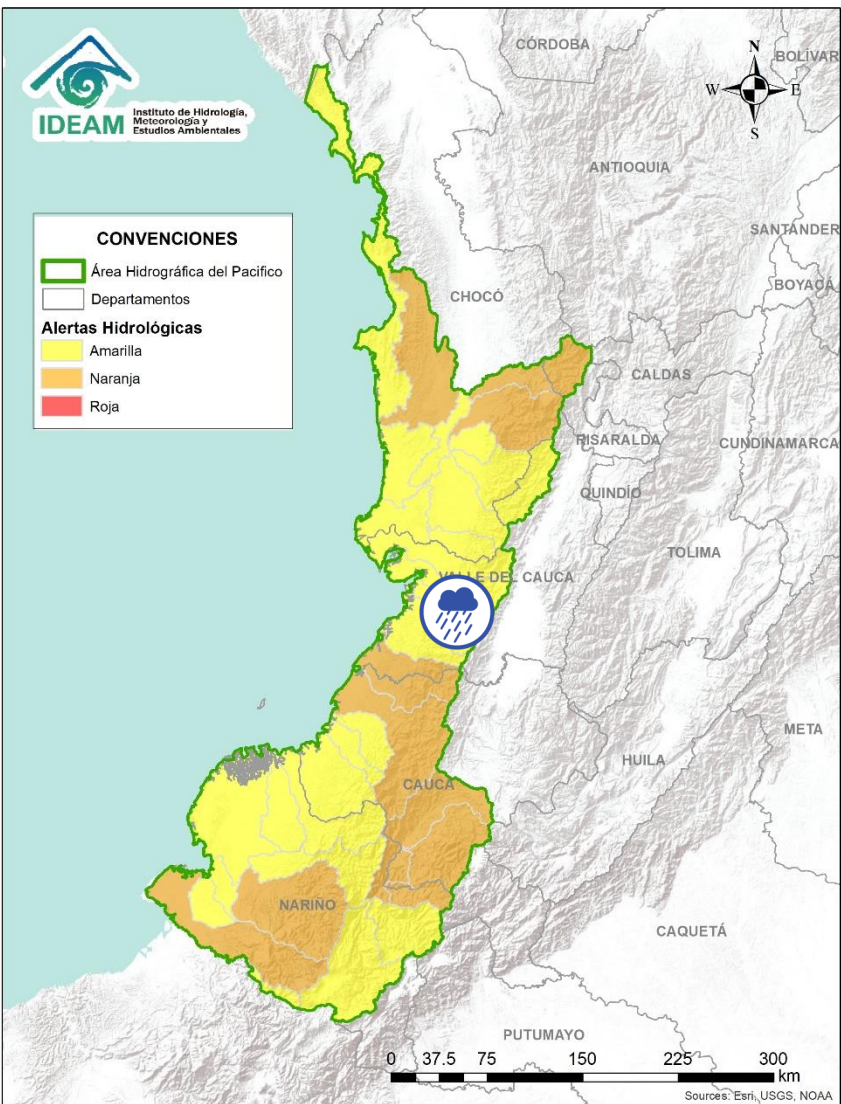 IDEAM
Instituto de Hidrología,
Meteorología y
Estudios Ambientales
N
W
E
S
CÓRDOBA
BOLÍVAR
ANTIOQUIA
SANTANDER
BOYACÁ
CHOCÓ
CALDAS
RISARALDA
CUNDINAMARCA
QUINDÍO
TOLIMA
VALLE DEL CAUCA
META
HUILA
CAUCA
NARIÑO
CAQUETÁ
PUTUMAYO
CONVENCIONES
Área Hidrográfica del Pacifico
Departamentos
Alertas Hidrológicas
Amarilla
Naranja
Roja
0 37.5 75 150 225 300
km
Sources: Esri, USGS, NOAA